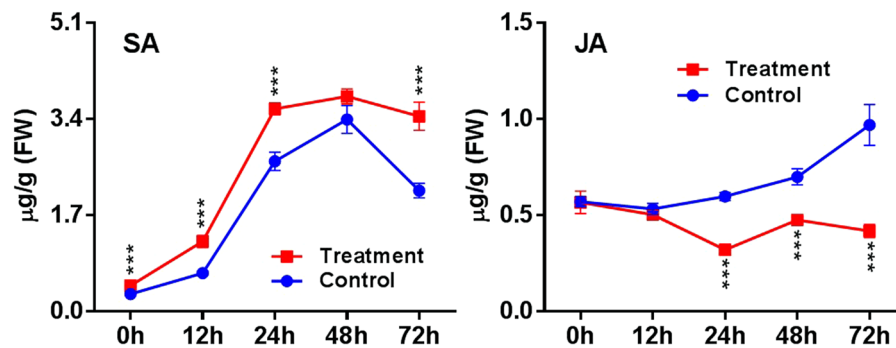 SA
μg/g (FW)
5.1
3.4
1.7
0.0
***
***
***
***
Treatment
Control
0h 12h 24h 48h 72h
JA
μg/g (FW)
1.5
1.0
0.5
0.0
Treatment
Control
***
***
***
0h 12h 24h 48h 72h